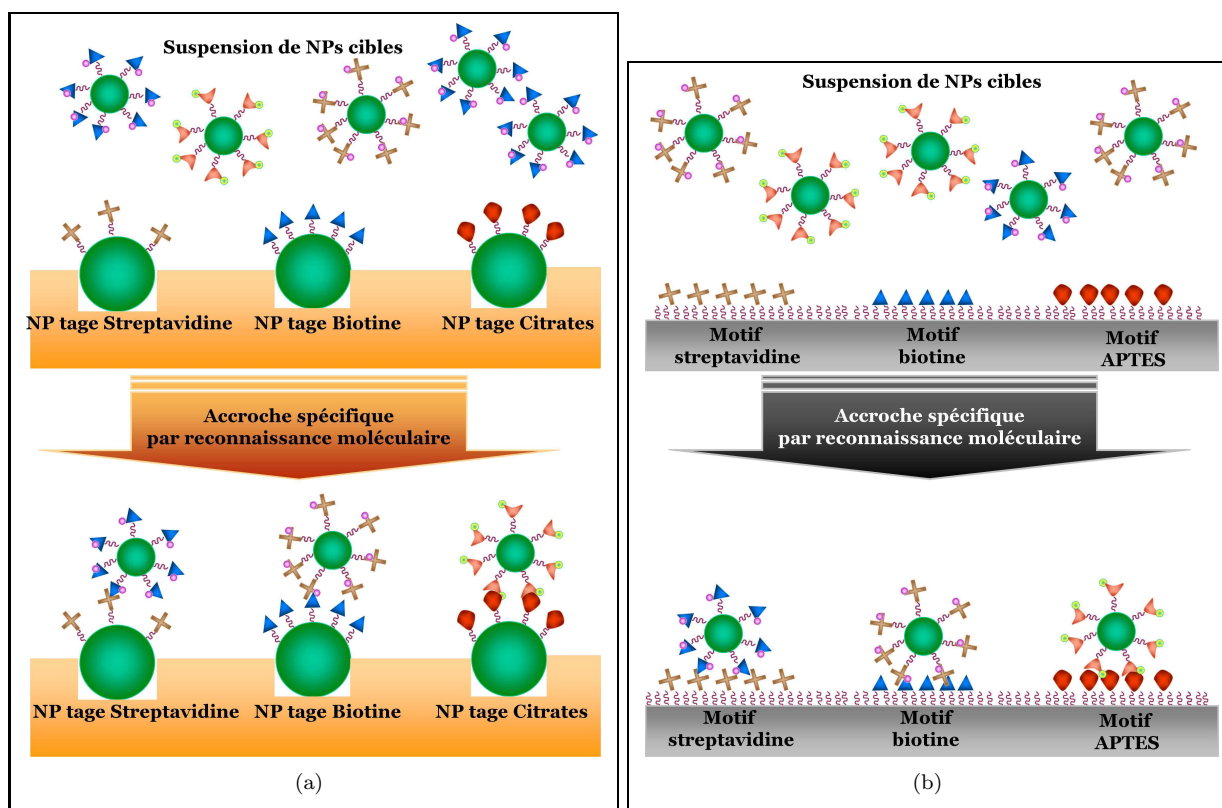 Suspension de NPs cibles
NP tage Streptavidine
NP tage Biotine
NP tage Citrates
Accroche spécifique
par reconnaissance moléculaire
NP tage Streptavidine
NP tage Biotine
NP tage Citrates
(a)
Suspension de NPs cibles
Motif
streptavidine
Motif
biotine
Motif
APTES
Accroche spécifique
par reconnaissance moléculaire
Motif
streptavidine
Motif
biotine
Motif
APTES
(b)